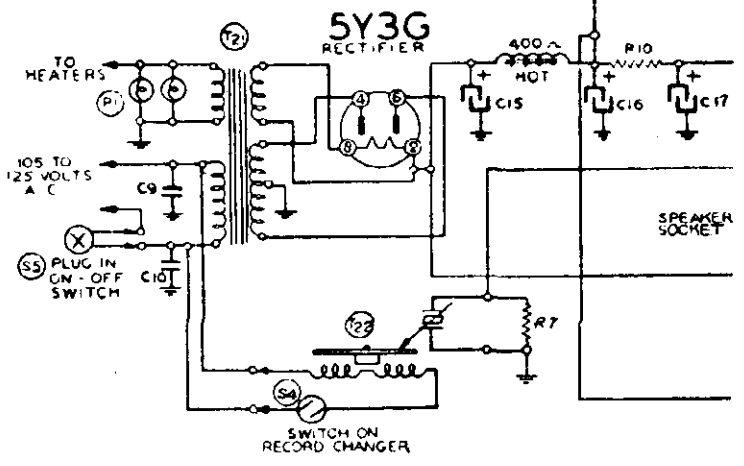 5Y3G
RECTIFIER
T21
TO
HEATERS
P1
400 Ω
HOT
R10
+
C15
+
C16
+
C17
4
6
8
2
105 TO
125 VOLTS
A C
C9
C10
S5
X
PLUG IN
ON-OFF
SWITCH
SPEAKER
SOCKET
T22
R7
S4
SWITCH ON
RECORD CHANGER